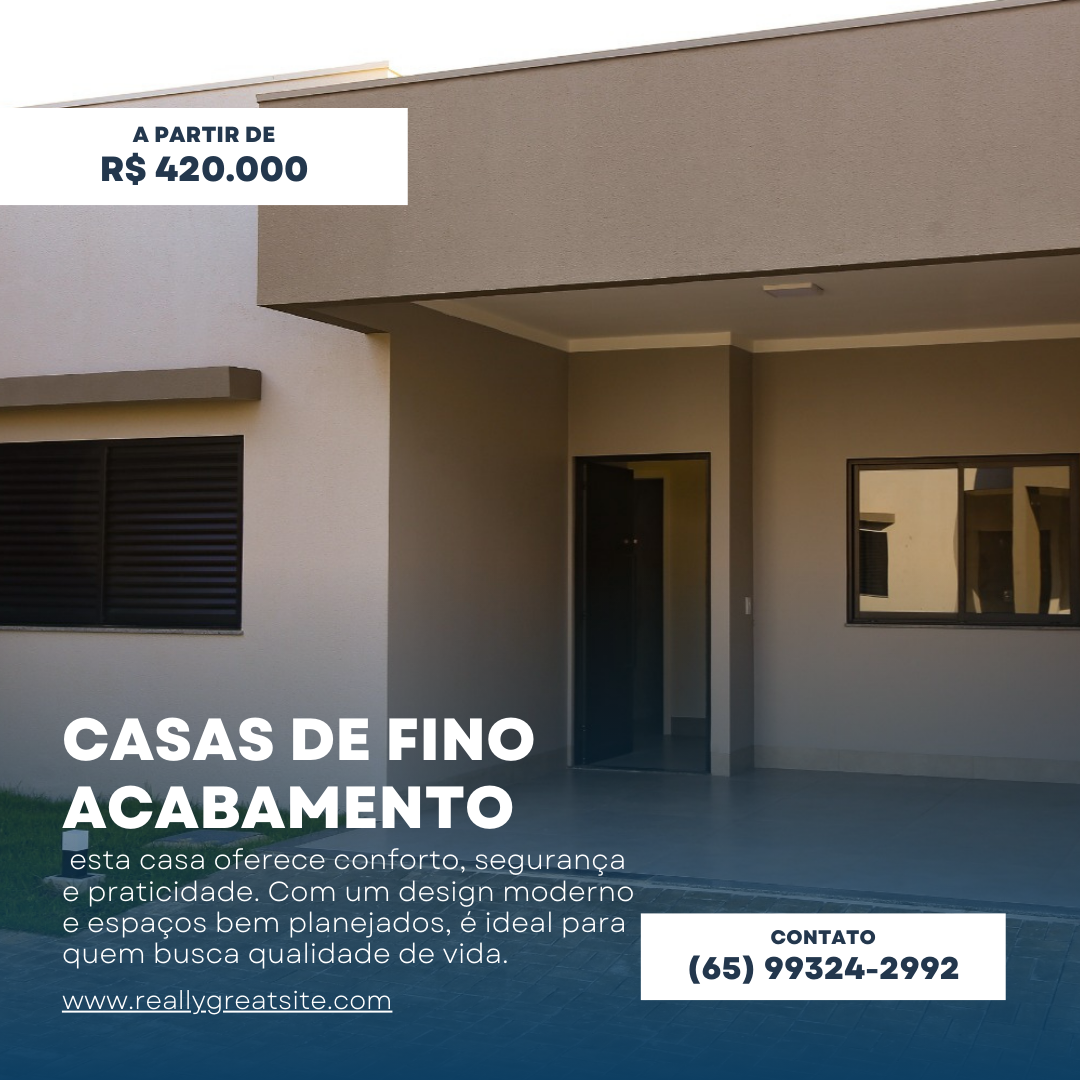 A PARTIR DE
R$ 420.000
CASAS DE FINO
ACABAMENTO
esta casa oferece conforto, segurança
e praticidade. Com um design moderno
e espaços bem planejados, é ideal para
quem busca qualidade de vida.
www.reallygreatsite.com
CONTATO
(65) 99324-2992